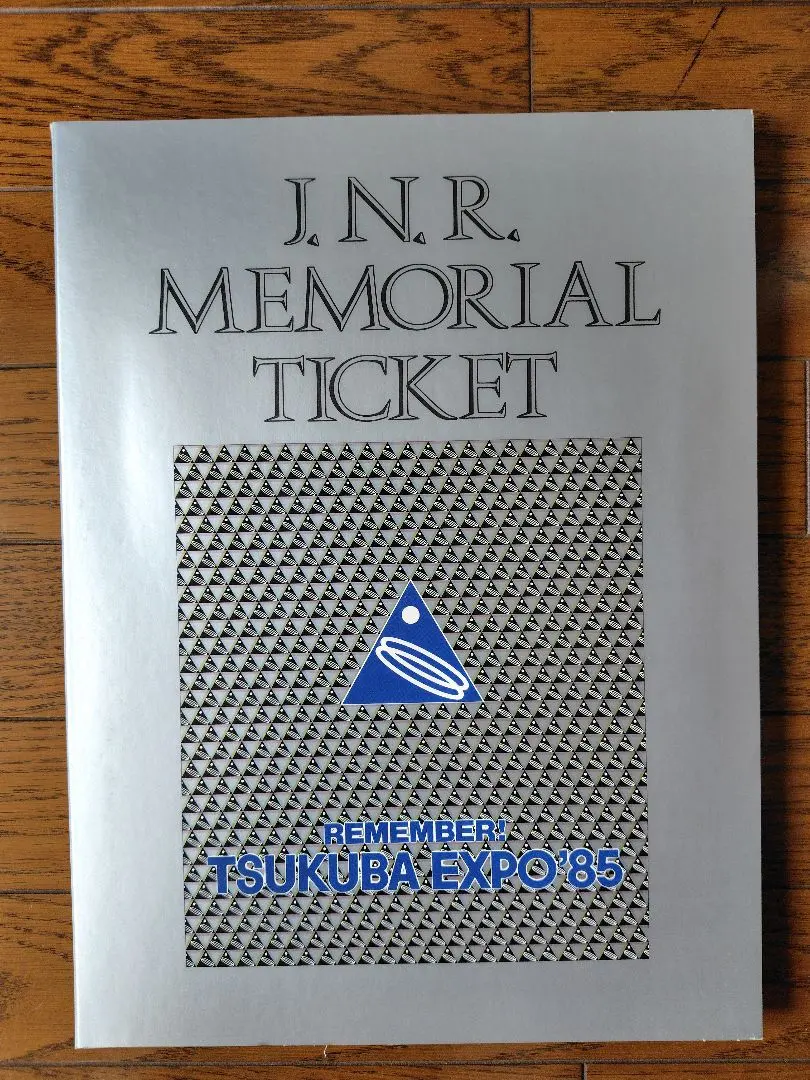 J.N.R.
MEMORIAL
TICKET
REMEMBER!
TSUKUBA EXPO'85